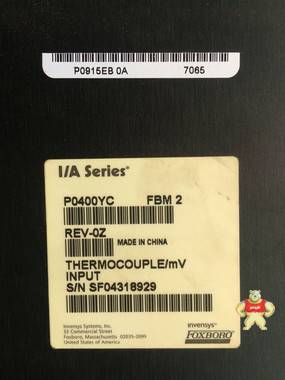 P0915EB 0A 7065
I/A Series®
P0400YC FBM 2
REV-0Z MADE IN CHINA
THERMOCOUPLE/mV
INPUT
S/N SF04318929
Invensys Systems, Inc.
33 Commercial Street
Foxboro, Massachusetts 02035-2099
United States of America
invensys
FOXBORO